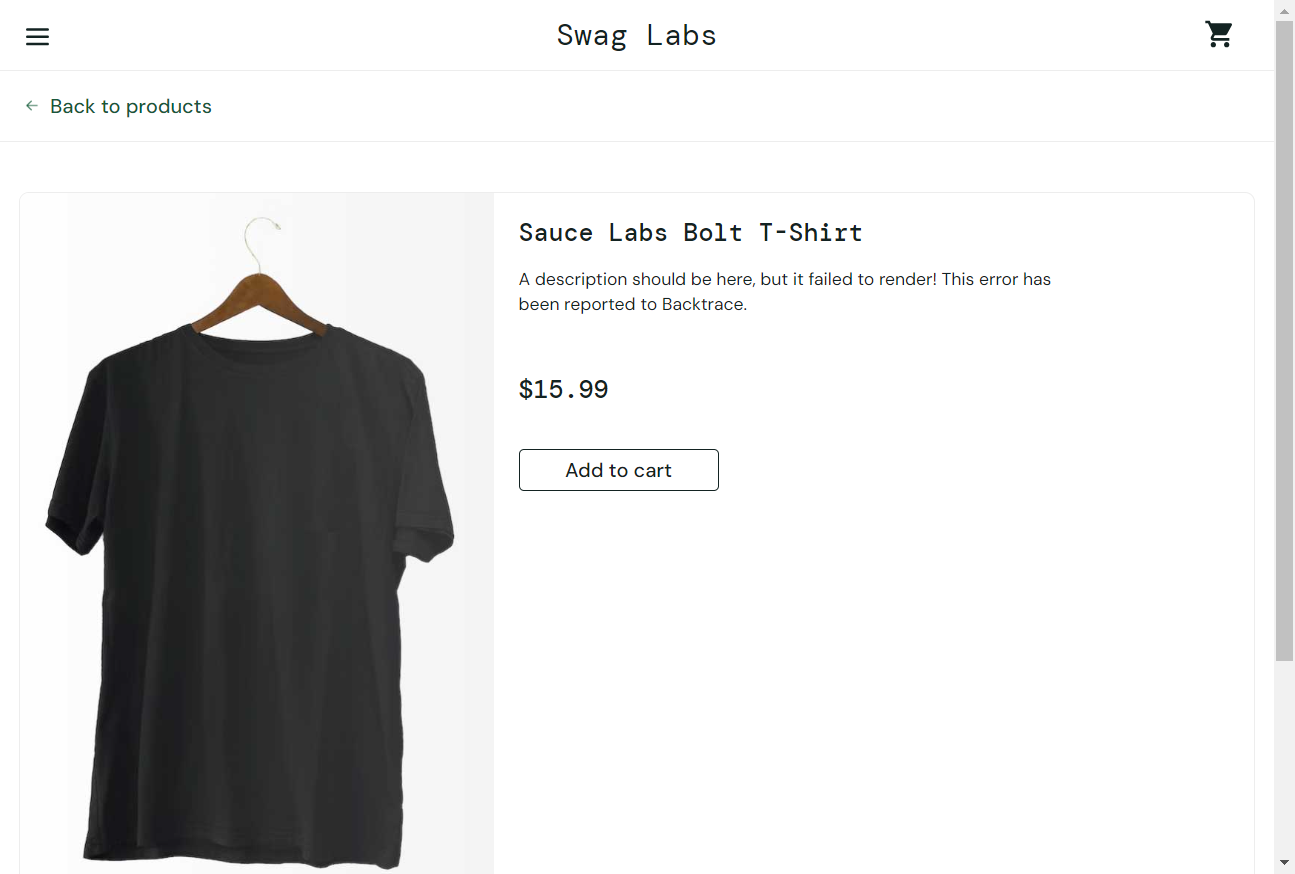 Swag Labs
Back to products
Sauce Labs Bolt T-Shirt
A description should be here, but it failed to render! This error has
been reported to Backtrace.
$15.99
Add to cart